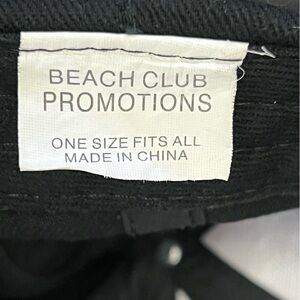 BEACH CLUB
PROMOTIONS
ONE SIZE FITS ALL
MADE IN CHINA